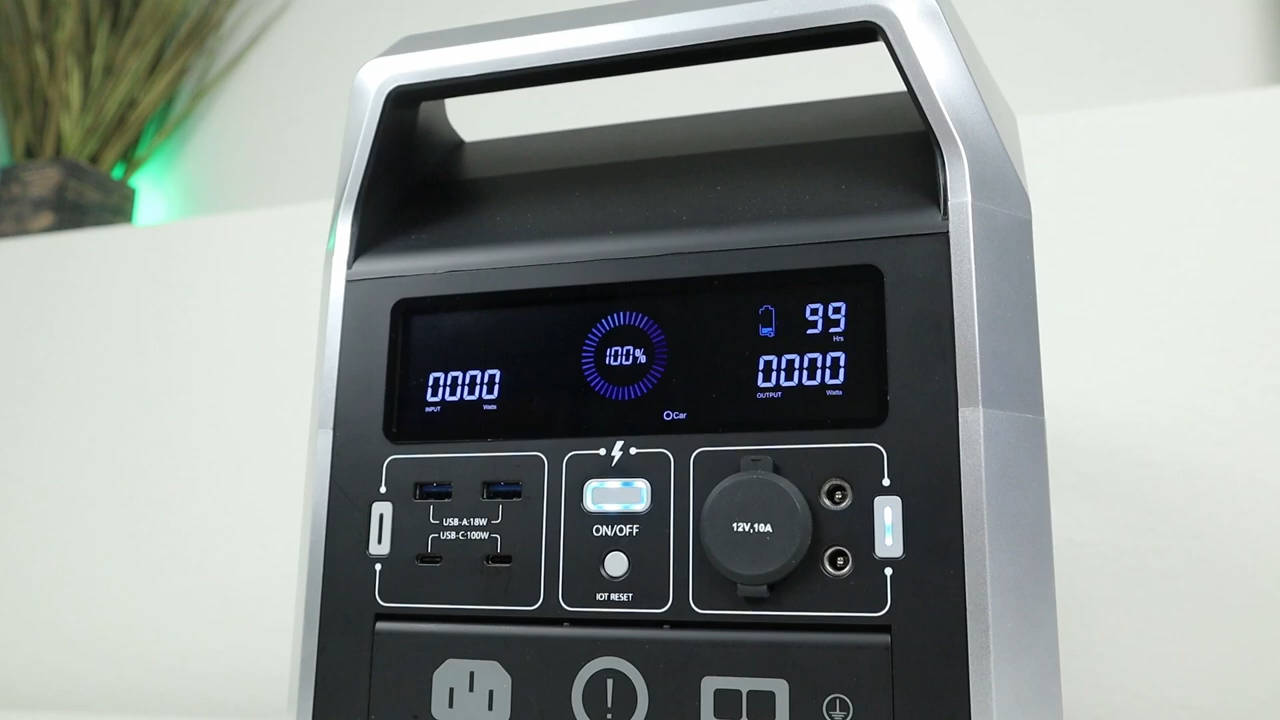 99
Hrs
100%
0000
INPUT Watts
0000
OUTPUT Watts
Car
USB-A:18W
USB-C:100W
ON/OFF
IOT RESET
12V,10A